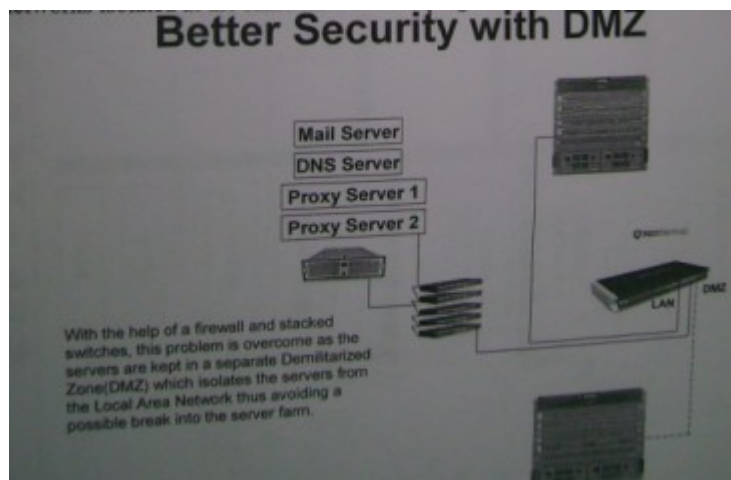 Better Security with DMZ
Mail Server
DNS Server
Proxy Server 1
Proxy Server 2
LAN
DMZ
With the help of a firewall and stacked
switches, this problem is overcome as the
servers are kept in a separate Demilitarized
Zone(DMZ) which isolates the servers from
the Local Area Network thus avoiding a
possible break into the server farm.